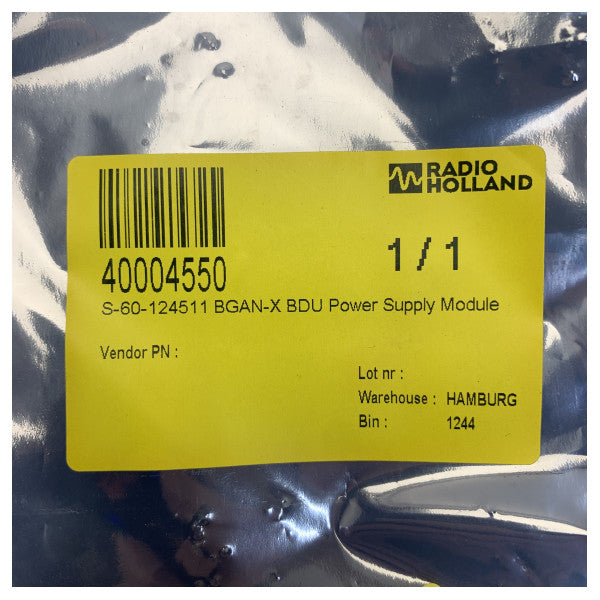 RADIO
HOLLAND
40004550
1 / 1
S-60-124511 BGAN-X BDU Power Supply Module
Vendor PN :
Lot nr :
Warehouse : HAMBURG
Bin : 1244